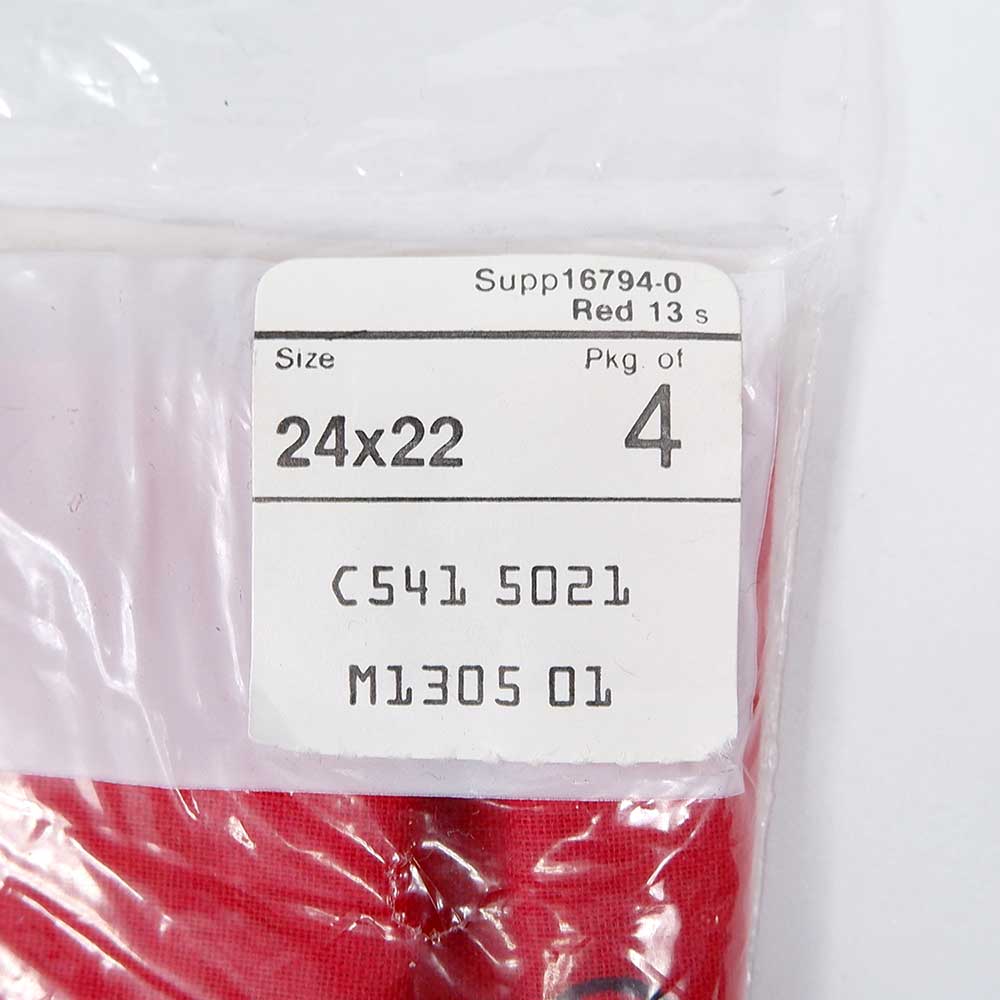 Supp16794-0
Red 13 s
Size Pkg. of
24x22 4
C541 5021
M1305 01